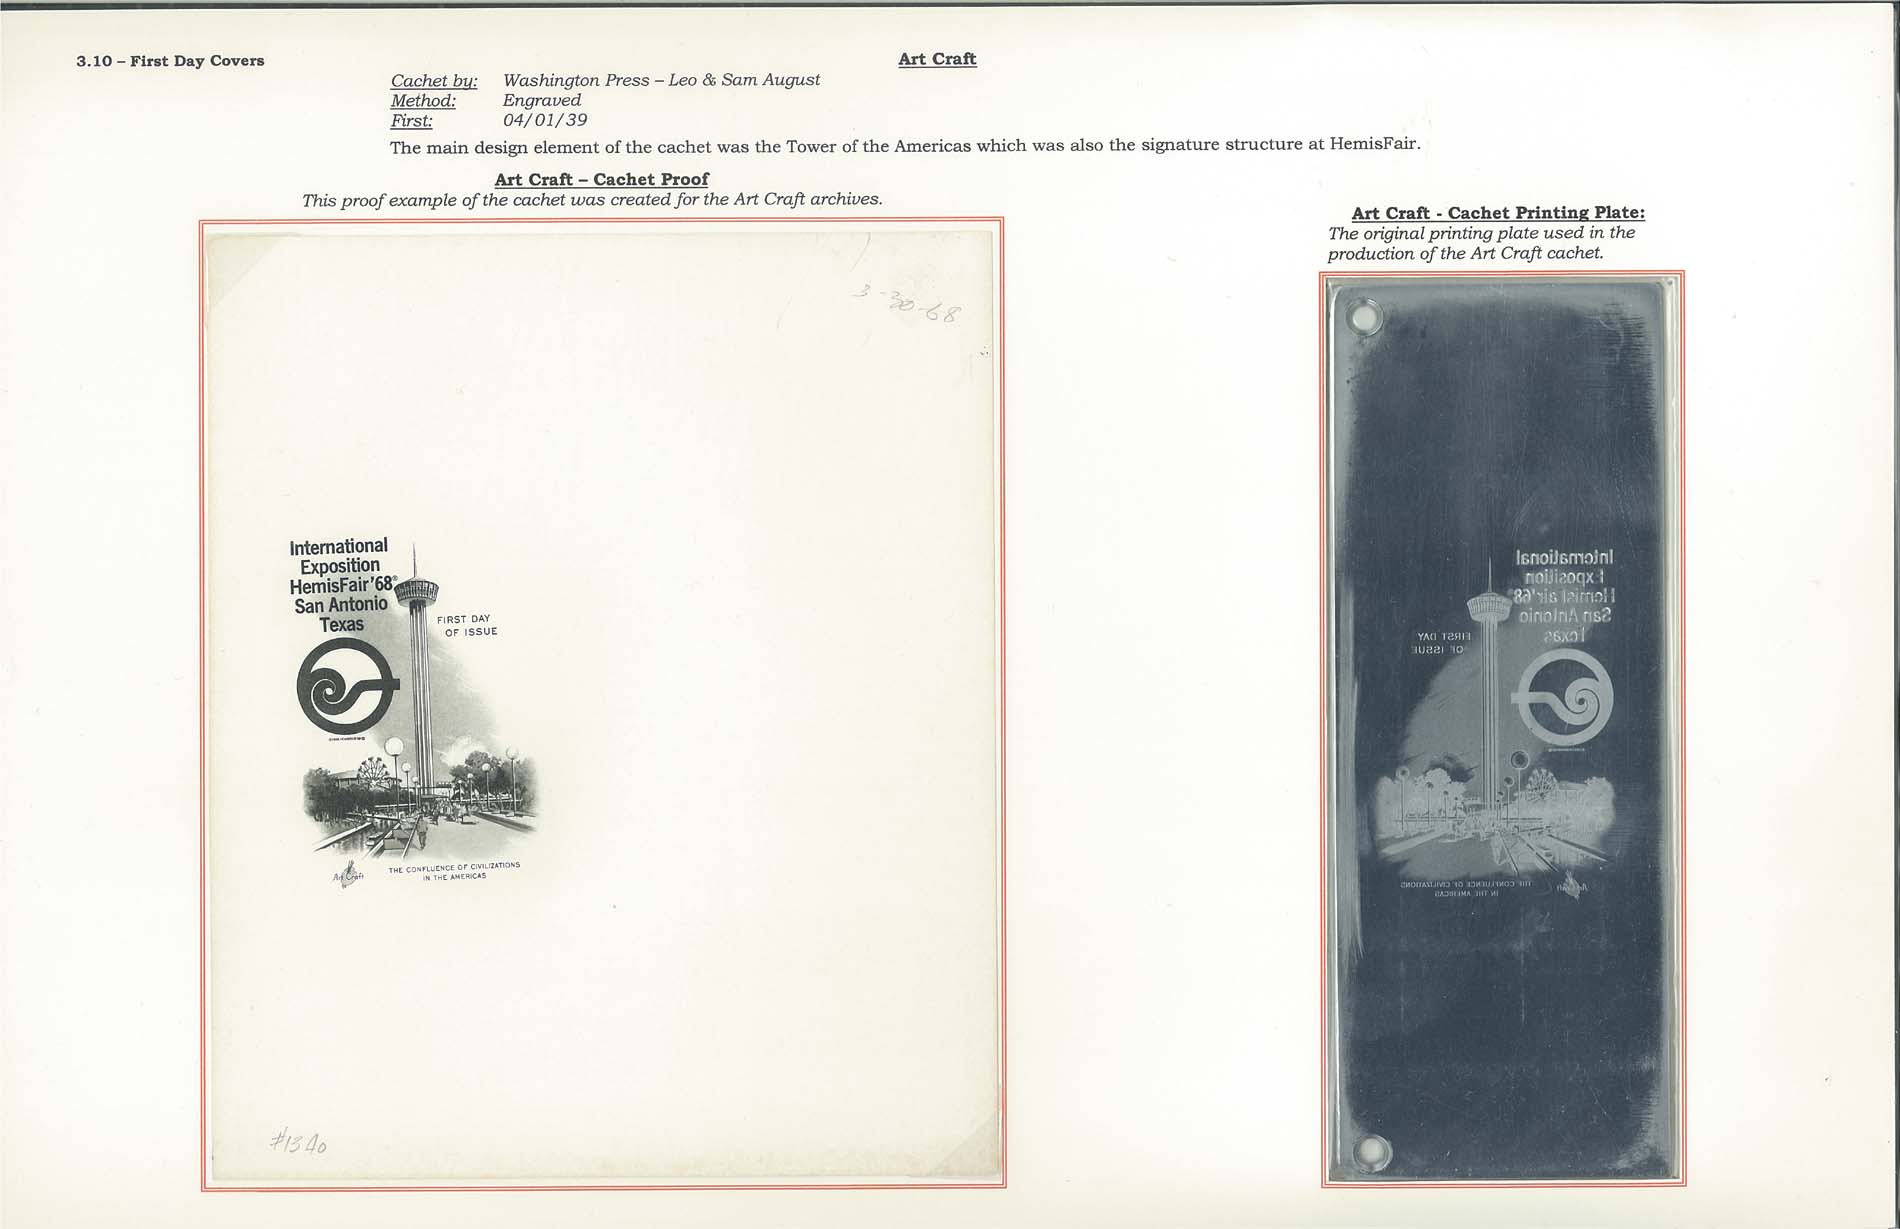 3.10 – First Day Covers
Art Craft
Cachet by: Washington Press – Leo & Sam August
Method: Engraved
First: 04/01/39
The main design element of the cachet was the Tower of the Americas which was also the signature structure at HemisFair.
Art Craft – Cachet Proof
This proof example of the cachet was created for the Art Craft archives.
3-30-68
International
Exposition
HemisFair'68®
San Antonio
Texas
FIRST DAY
OF ISSUE
Art Craft
THE CONFLUENCE OF CIVILIZATIONS
IN THE AMERICAS
#1340
Art Craft - Cachet Printing Plate:
The original printing plate used in the
production of the Art Craft cachet.
International
Exposition
HemisFair'68®
San Antonio
Texas
FIRST DAY
OF ISSUE
THE CONFLUENCE OF CIVILIZATIONS
IN THE AMERICAS
Art Craft